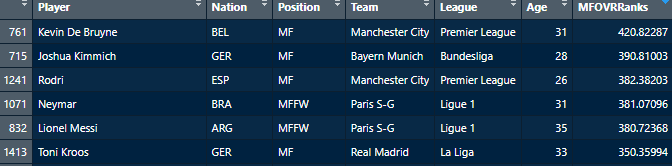 Player Nation Position Team League Age MFOVRRanks
761 Kevin De Bruyne BEL MF Manchester City Premier League 31 420.82287
715 Joshua Kimmich GER MF Bayern Munich Bundesliga 28 390.81003
1241 Rodri ESP MF Manchester City Premier League 26 382.38203
1071 Neymar BRA MFFW Paris S-G Ligue 1 31 381.07096
832 Lionel Messi ARG MFFW Paris S-G Ligue 1 35 380.72368
1413 Toni Kroos GER MF Real Madrid La Liga 33 350.35994